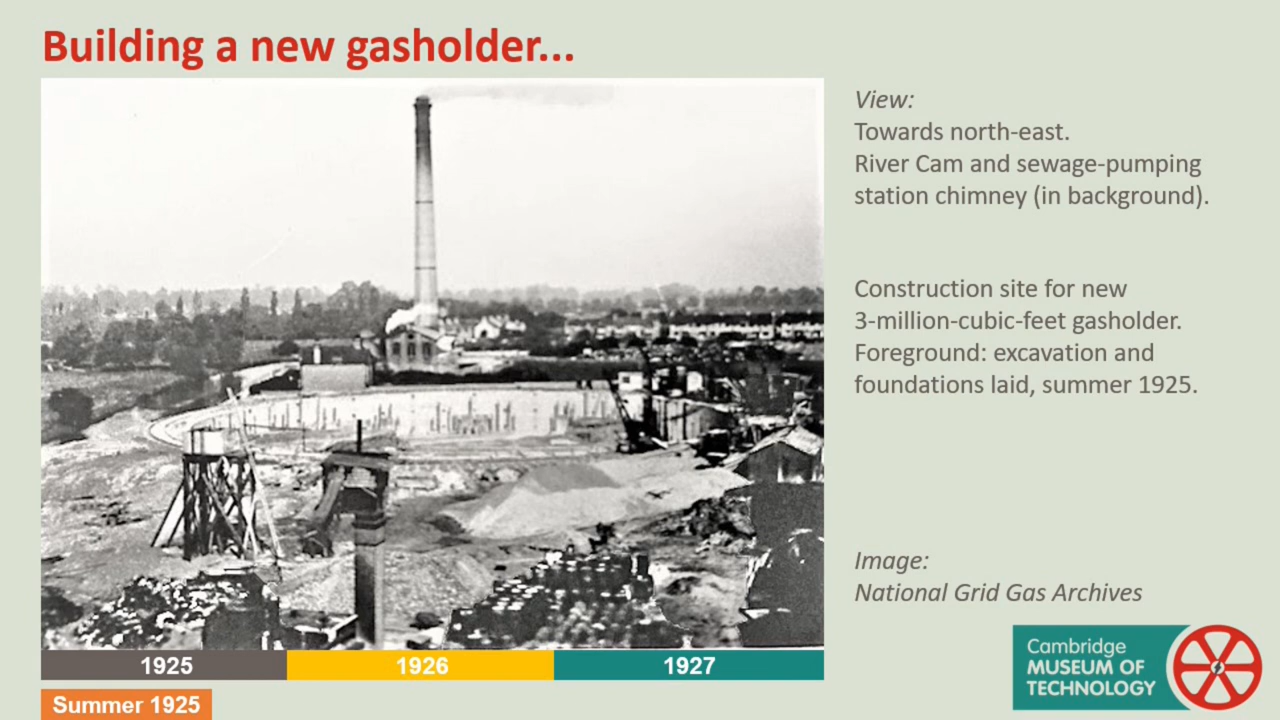 Building a new gasholder...
View:
Towards north-east.
River Cam and sewage-pumping
station chimney (in background).
Construction site for new
3-million-cubic-feet gasholder.
Foreground: excavation and
foundations laid, summer 1925.
Image:
National Grid Gas Archives
1925
1926
1927
Summer 1925
Cambridge
MUSEUM OF
TECHNOLOGY